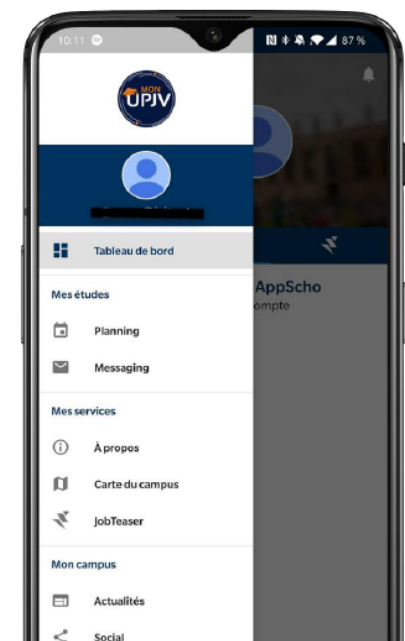 10:11
87 %
MON
UPJV
Tableau de bord
AppScho
ompte
Mes études
Planning
Messaging
Mes services
À propos
Carte du campus
JobTeaser
Mon campus
Actualités
Social